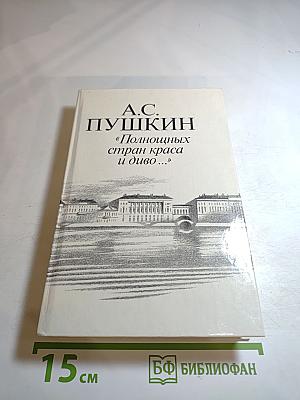 А.С.
ПУШКИН
«Полнощных
стран краса
и диво...»
15 см
БФ БИБЛИОФАН